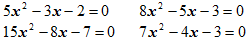 5x² − 3x − 2 = 0 8x² − 5x − 3 = 0
15x² − 8x − 7 = 0 7x² − 4x − 3 = 0